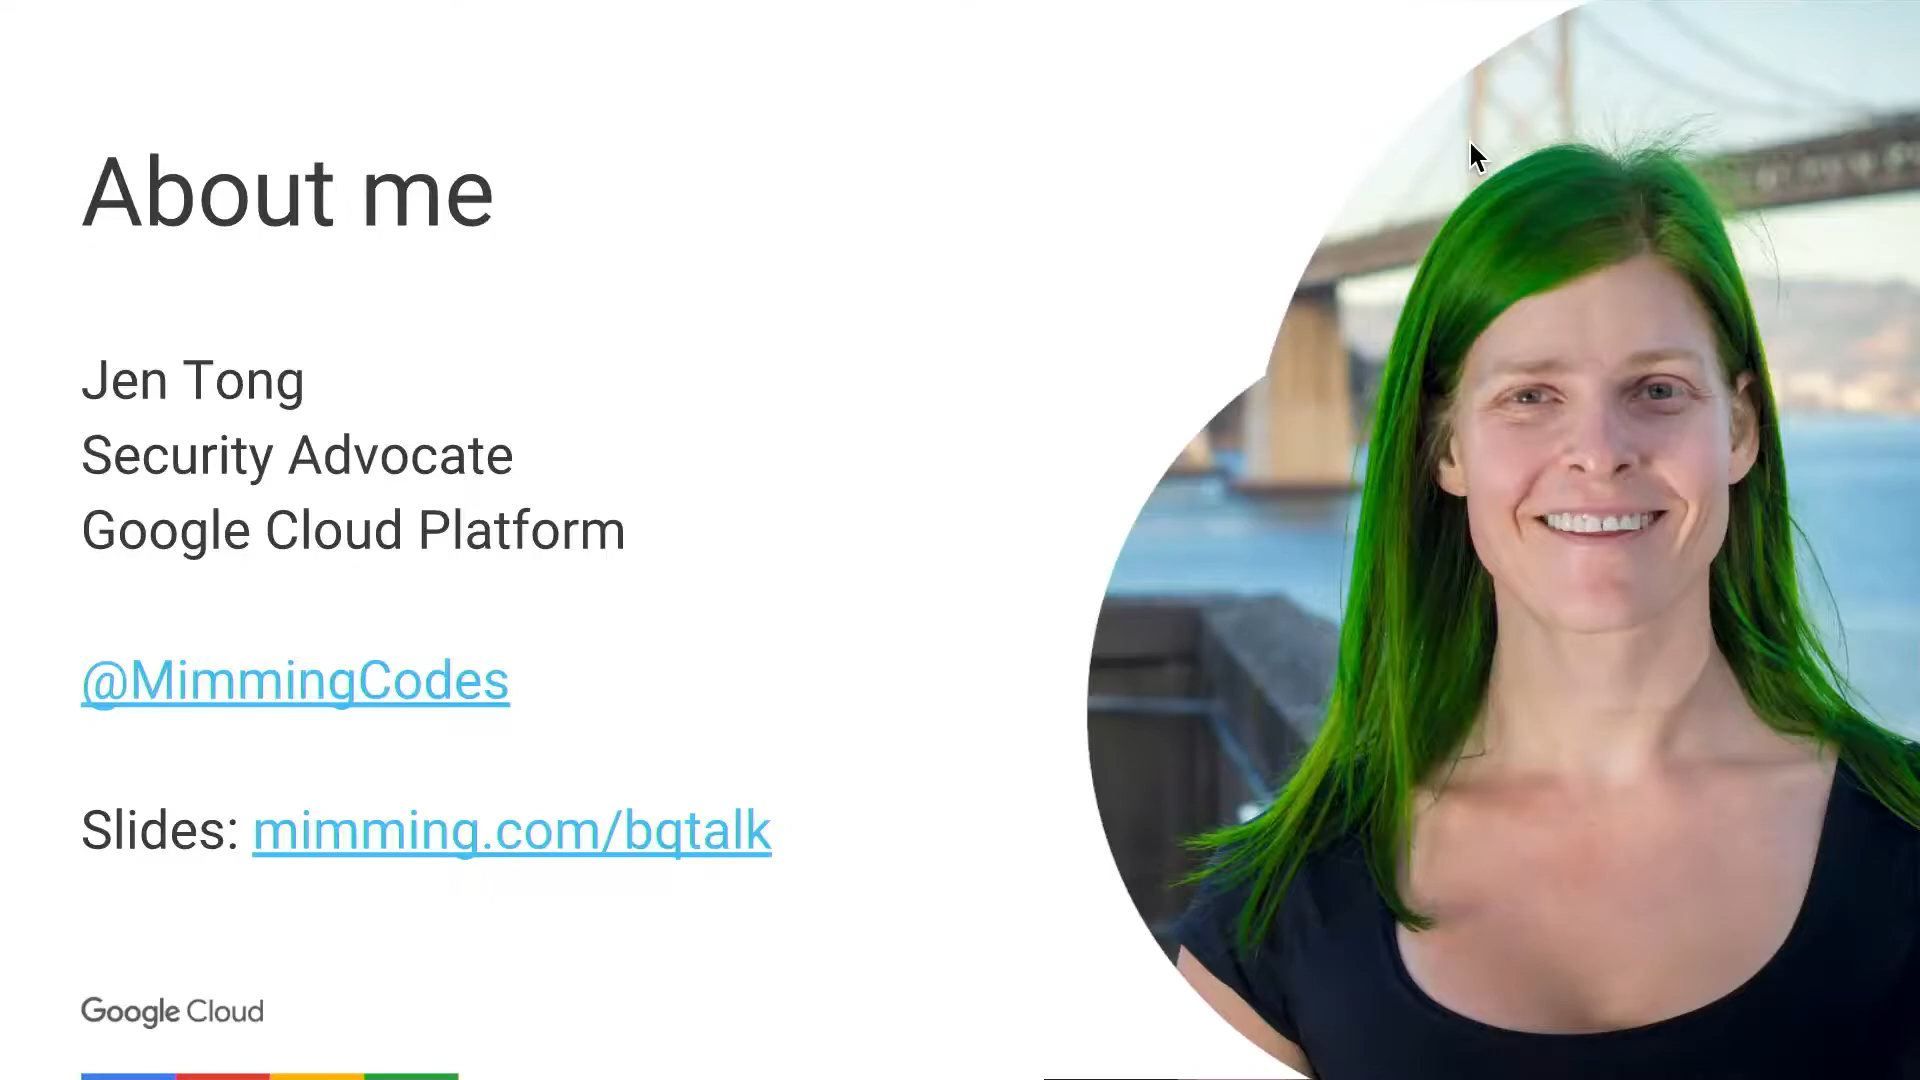 About me
Jen Tong
Security Advocate
Google Cloud Platform
@MimmingCodes
Slides: mimming.com/bqtalk
Google Cloud